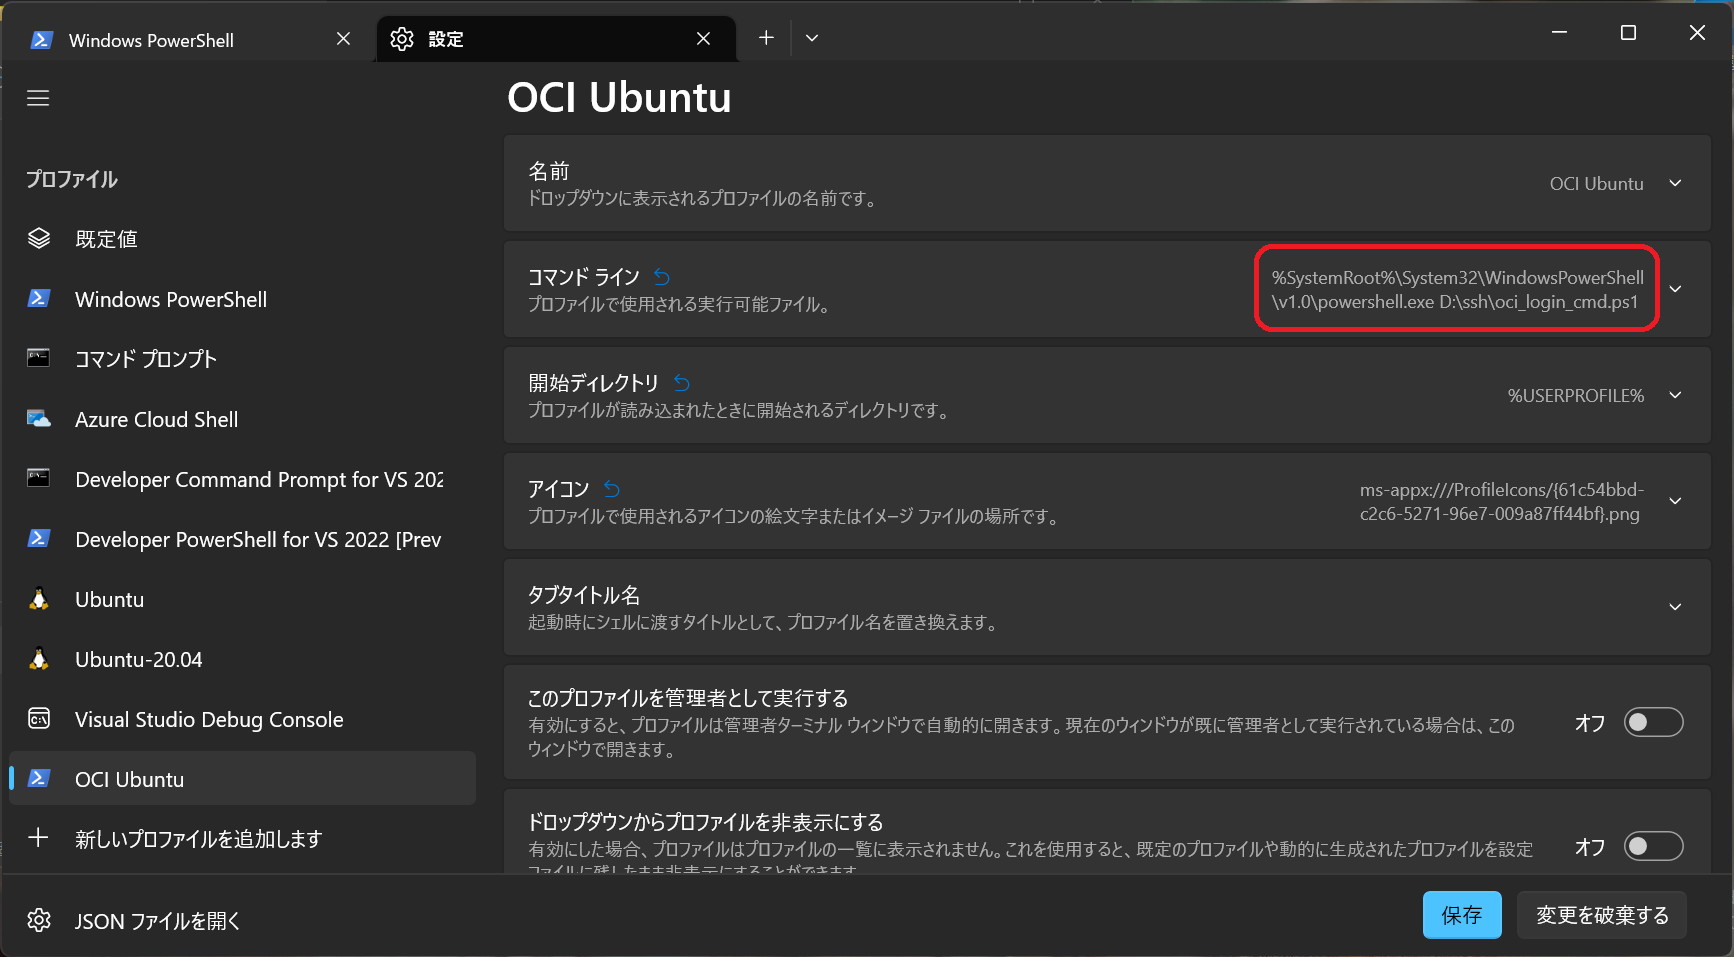 Windows PowerShell
設定
プロファイル
既定値
Windows PowerShell
コマンド プロンプト
Azure Cloud Shell
Developer Command Prompt for VS 202
Developer PowerShell for VS 2022 [Prev
Ubuntu
Ubuntu-20.04
Visual Studio Debug Console
OCI Ubuntu
新しいプロファイルを追加します
JSON ファイルを開く
OCI Ubuntu
名前
ドロップダウンに表示されるプロファイルの名前です。
OCI Ubuntu
コマンド ライン
プロファイルで使用される実行可能ファイル。
%SystemRoot%\System32\WindowsPowerShell
\v1.0\powershell.exe D:\ssh\oci_login_cmd.ps1
開始ディレクトリ
プロファイルが読み込まれたときに開始されるディレクトリです。
%USERPROFILE%
アイコン
プロファイルで使用されるアイコンの絵文字またはイメージ ファイルの場所です。
ms-appx:///ProfileIcons/{61c54bbd-
c2c6-5271-96e7-009a87ff44bf}.png
タブタイトル名
起動時にシェルに渡すタイトルとして、プロファイル名を置き換えます。
このプロファイルを管理者として実行する
有効にすると、プロファイルは管理者ターミナル ウィンドウで自動的に開きます。現在のウィンドウが既に管理者として実行されている場合は、この
ウィンドウで開きます。
オフ
ドロップダウンからプロファイルを非表示にする
有効にした場合、プロファイルはプロファイルの一覧に表示されません。これを使用すると、既定のプロファイルや動的に生成されたプロファイルを設定
ファイルに残したまま非表示にすることができます。
オフ
保存
変更を破棄する